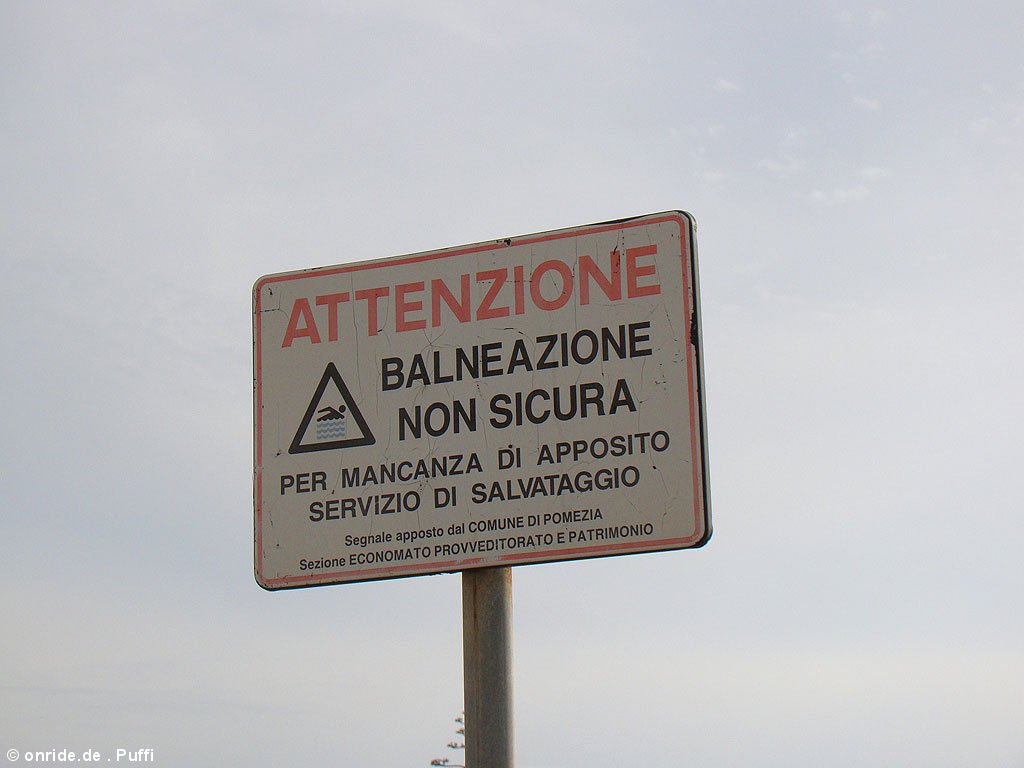 ATTENZIONE
BALNEAZIONE
NON SICURA
PER MANCANZA DI APPOSITO
SERVIZIO DI SALVATAGGIO
Segnale apposto dal COMUNE DI POMEZIA
Sezione ECONOMATO PROVVEDITORATO E PATRIMONIO
© onride.de . Puffi